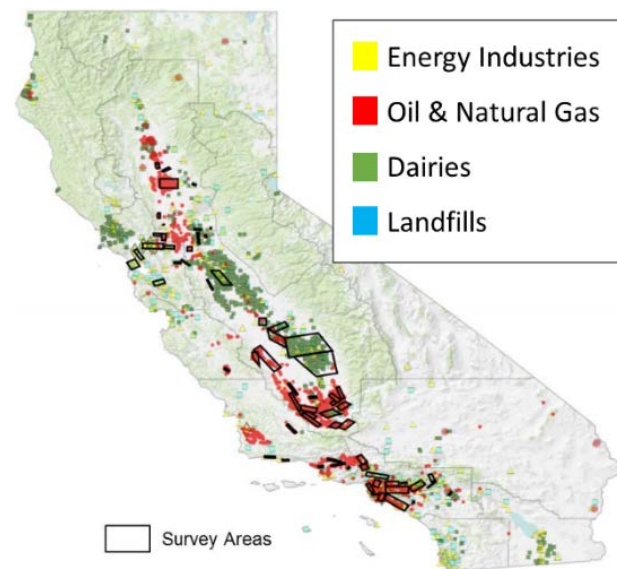 Energy Industries
Oil & Natural Gas
Dairies
Landfills
Survey Areas